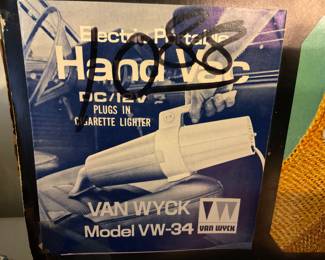 Electric Portable
Hand Vac
DC/12V
PLUGS IN
CIGARETTE LIGHTER
VAN WYCK
Model VW-34
VAN WYCK